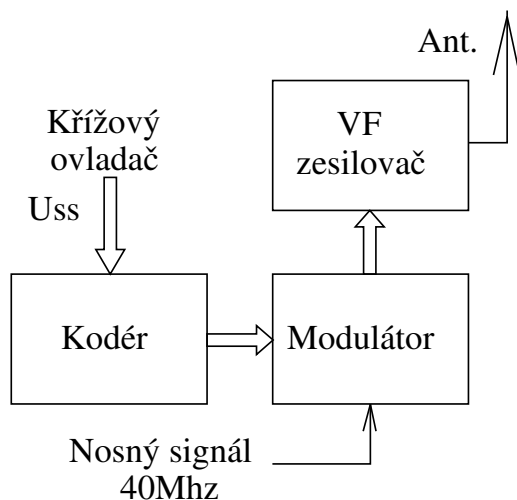 Ant.
Křížový
ovladač
VF
zesilovač
Uss
Kodér
Modulátor
Nosný signál
40Mhz